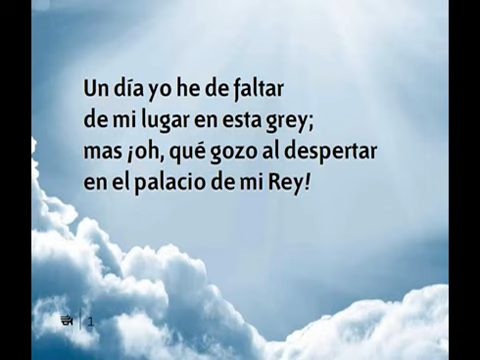 Un día yo he de faltar
de mi lugar en esta grey;
mas ¡oh, qué gozo al despertar
en el palacio de mi Rey!
1